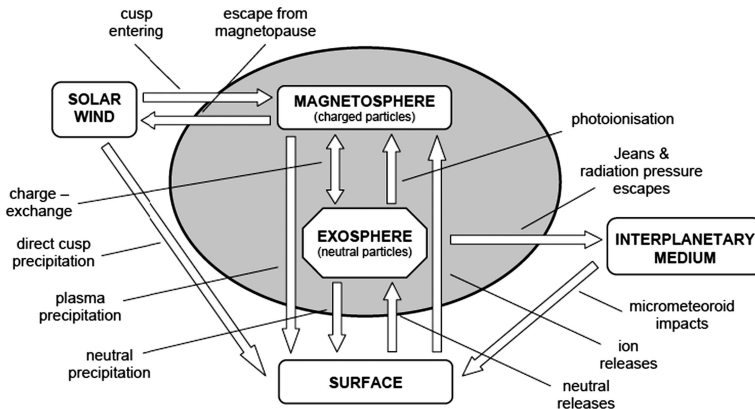 cusp
entering
escape from
magnetopause
SOLAR
WIND
MAGNETOSPHERE
(charged particles)
photoionisation
Jeans &
radiation pressure
escapes
charge –
exchange
EXOSPHERE
(neutral particles)
INTERPLANETARY
MEDIUM
direct cusp
precipitation
plasma
precipitation
micrometeoroid
impacts
neutral
precipitation
ion
releases
SURFACE
neutral
releases